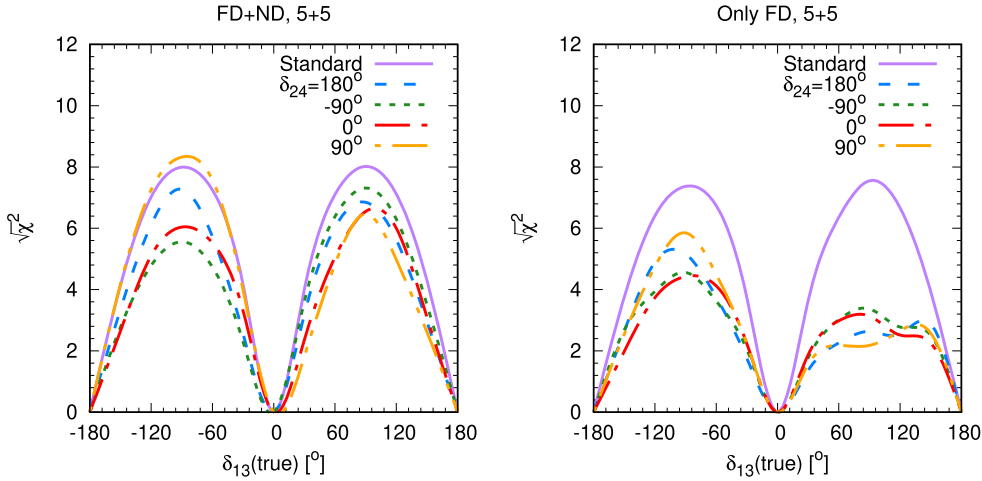 FD+ND, 5+5
12
10
8
6
4
2
0
√χ²
Standard
δ₂₄=180°
-90°
0°
90°
-180 -120 -60 0 60 120 180
δ₁₃(true) [°]
Only FD, 5+5
12
10
8
6
4
2
0
√χ²
Standard
δ₂₄=180°
-90°
0°
90°
-180 -120 -60 0 60 120 180
δ₁₃(true) [°]